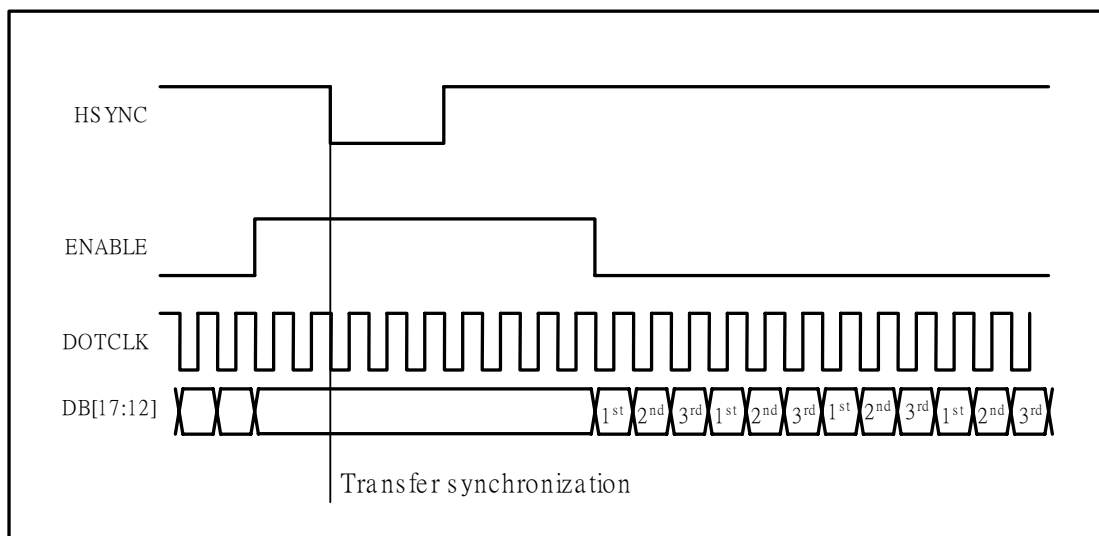 HSYNC
ENABLE
DOTCLK
DB[17:12] 1st 2nd 3rd 1st 2nd 3rd 1st 2nd 3rd 1st 2nd 3rd
Transfer synchronization